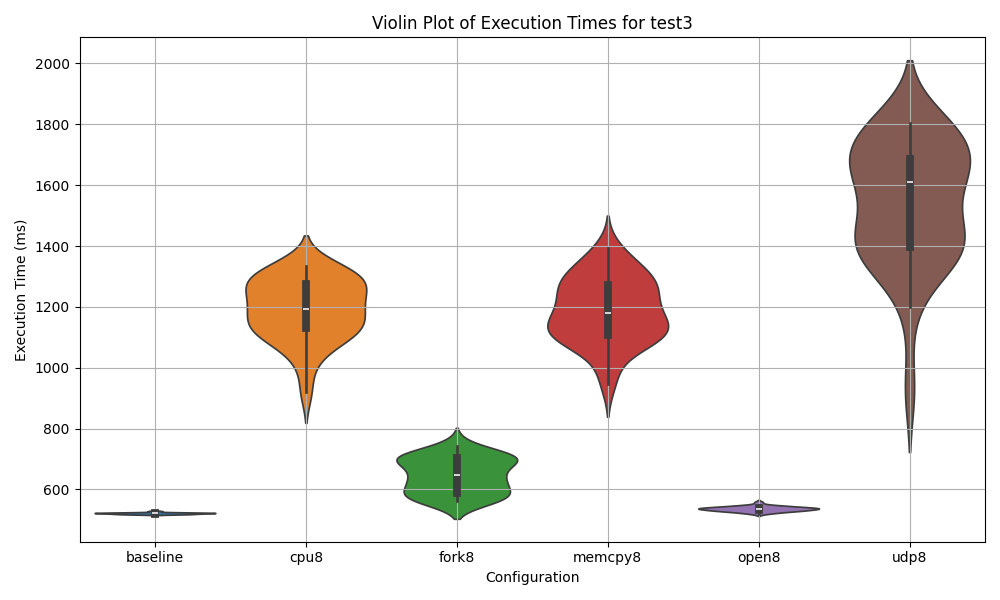 Violin Plot of Execution Times for test3
Execution Time (ms)
2000
1800
1600
1400
1200
1000
800
600
baseline cpu8 fork8 memcpy8 open8 udp8
Configuration